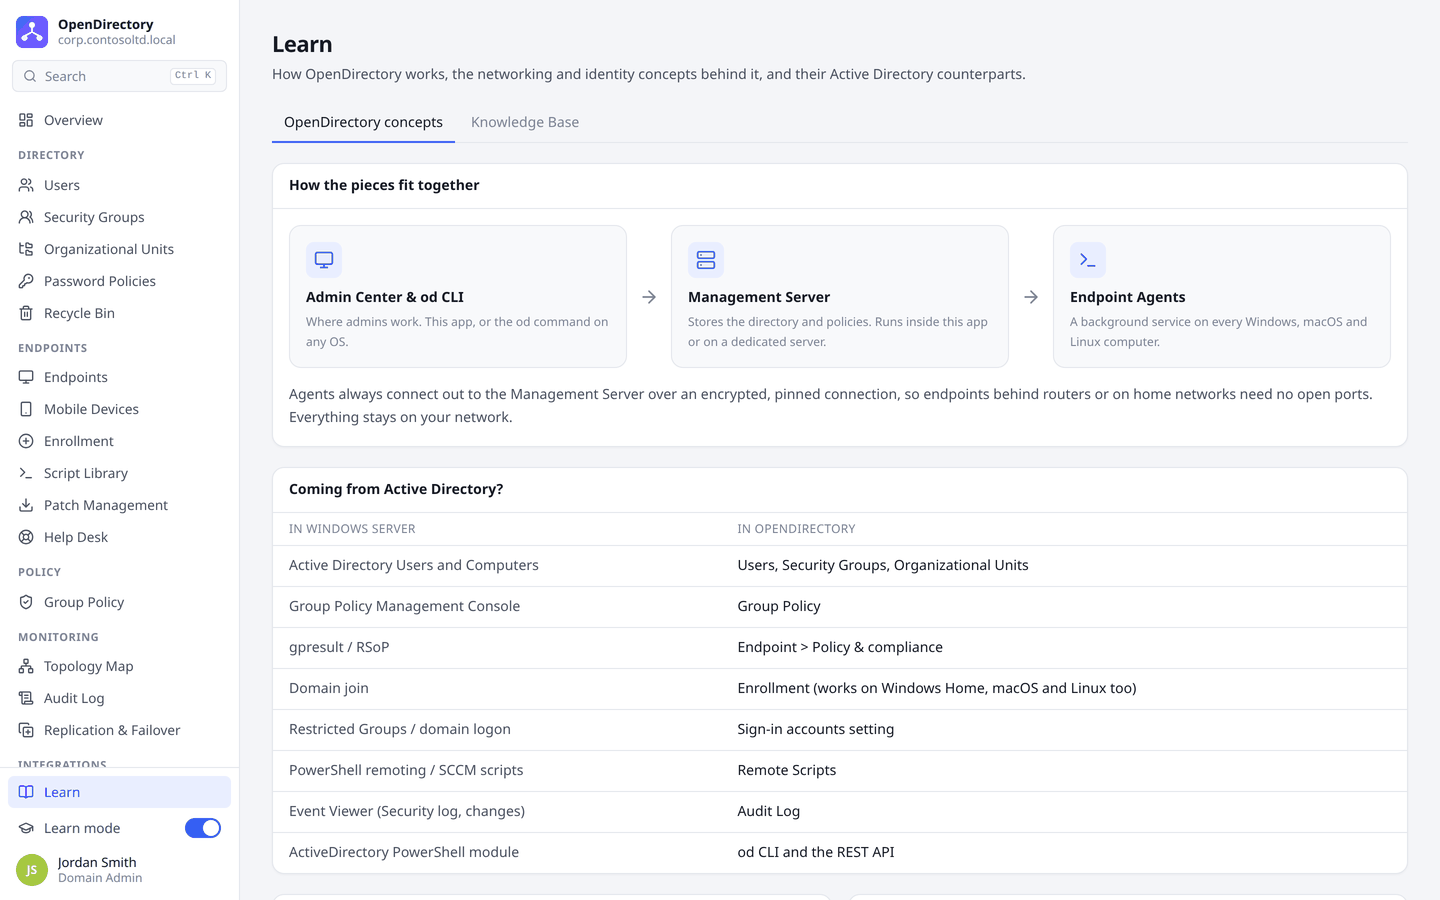 OpenDirectory
corp.contosoltd.local
Search
Ctrl K
Overview
DIRECTORY
Users
Security Groups
Organizational Units
Password Policies
Recycle Bin
ENDPOINTS
Endpoints
Mobile Devices
Enrollment
Script Library
Patch Management
Help Desk
POLICY
Group Policy
MONITORING
Topology Map
Audit Log
Replication & Failover
INTEGRATIONS
Learn
Learn mode
JS
Jordan Smith
Domain Admin
Learn
How OpenDirectory works, the networking and identity concepts behind it, and their Active Directory counterparts.
OpenDirectory concepts
Knowledge Base
How the pieces fit together
Admin Center & od CLI
Where admins work. This app, or the od command on
any OS.
Management Server
Stores the directory and policies. Runs inside this app
or on a dedicated server.
Endpoint Agents
A background service on every Windows, macOS and
Linux computer.
Agents always connect out to the Management Server over an encrypted, pinned connection, so endpoints behind routers or on home networks need no open ports.
Everything stays on your network.
Coming from Active Directory?
IN WINDOWS SERVER
IN OPENDIRECTORY
Active Directory Users and Computers
Users, Security Groups, Organizational Units
Group Policy Management Console
Group Policy
gpresult / RSoP
Endpoint > Policy & compliance
Domain join
Enrollment (works on Windows Home, macOS and Linux too)
Restricted Groups / domain logon
Sign-in accounts setting
PowerShell remoting / SCCM scripts
Remote Scripts
Event Viewer (Security log, changes)
Audit Log
ActiveDirectory PowerShell module
od CLI and the REST API